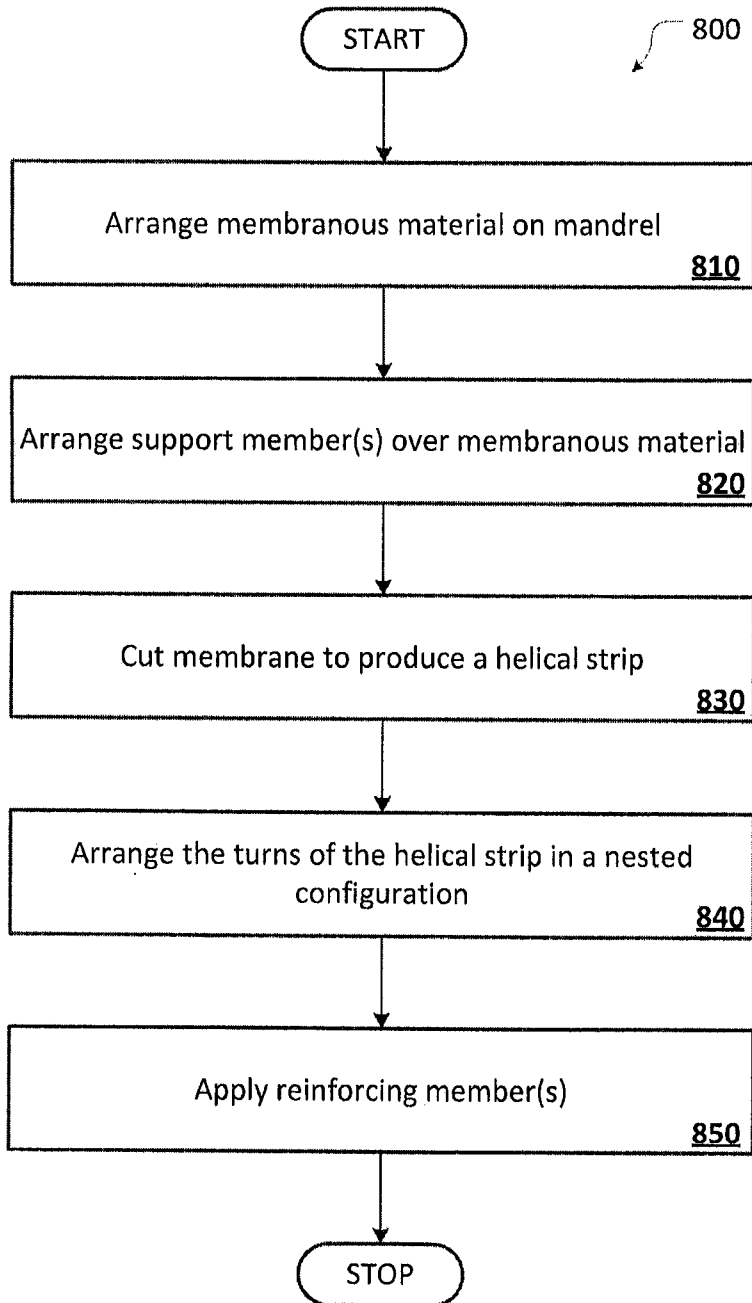 START
800
Arrange membranous material on mandrel
810
Arrange support member(s) over membranous material
820
Cut membrane to produce a helical strip
830
Arrange the turns of the helical strip in a nested
configuration
840
Apply reinforcing member(s)
850
STOP